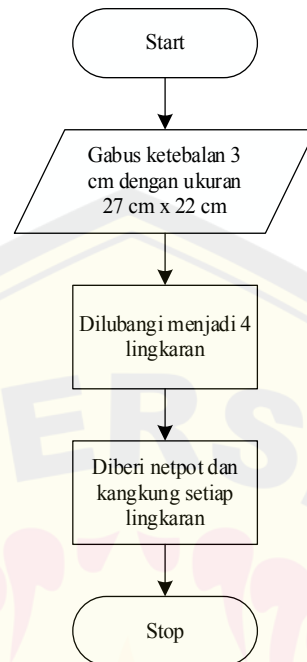 Start
Gabus ketebalan 3
cm dengan ukuran
27 cm x 22 cm
Dilubangi menjadi 4
lingkaran
Diberi netpot dan
kangkung setiap
lingkaran
Stop